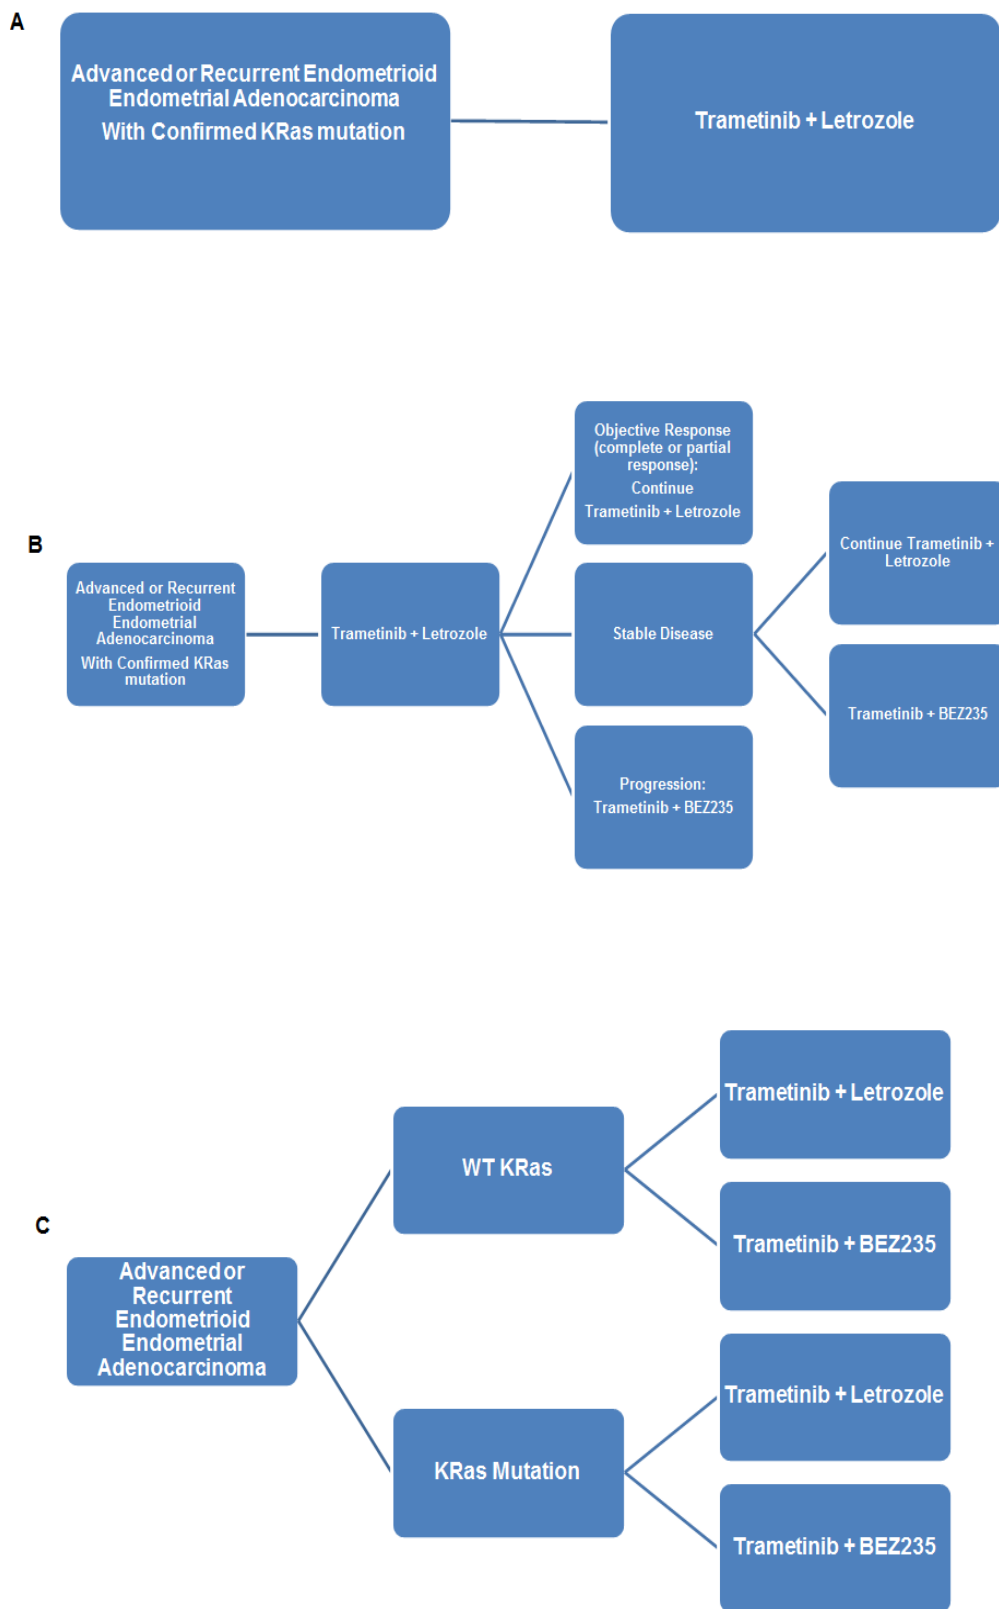 A
Advanced or Recurrent Endometrioid
Endometrial Adenocarcinoma
With Confirmed KRas mutation
Trametinib + Letrozole
B
Advanced or Recurrent
Endometrioid
Endometrial
Adenocarcinoma
With Confirmed KRas
mutation
Trametinib + Letrozole
Objective Response
(complete or partial
response):
Continue
Trametinib + Letrozole
Stable Disease
Progression:
Trametinib + BEZ235
Continue Trametinib +
Letrozole
Trametinib + BEZ235
C
Advanced or
Recurrent
Endometrioid
Endometrial
Adenocarcinoma
WT KRas
Trametinib + Letrozole
Trametinib + BEZ235
KRas Mutation
Trametinib + Letrozole
Trametinib + BEZ235